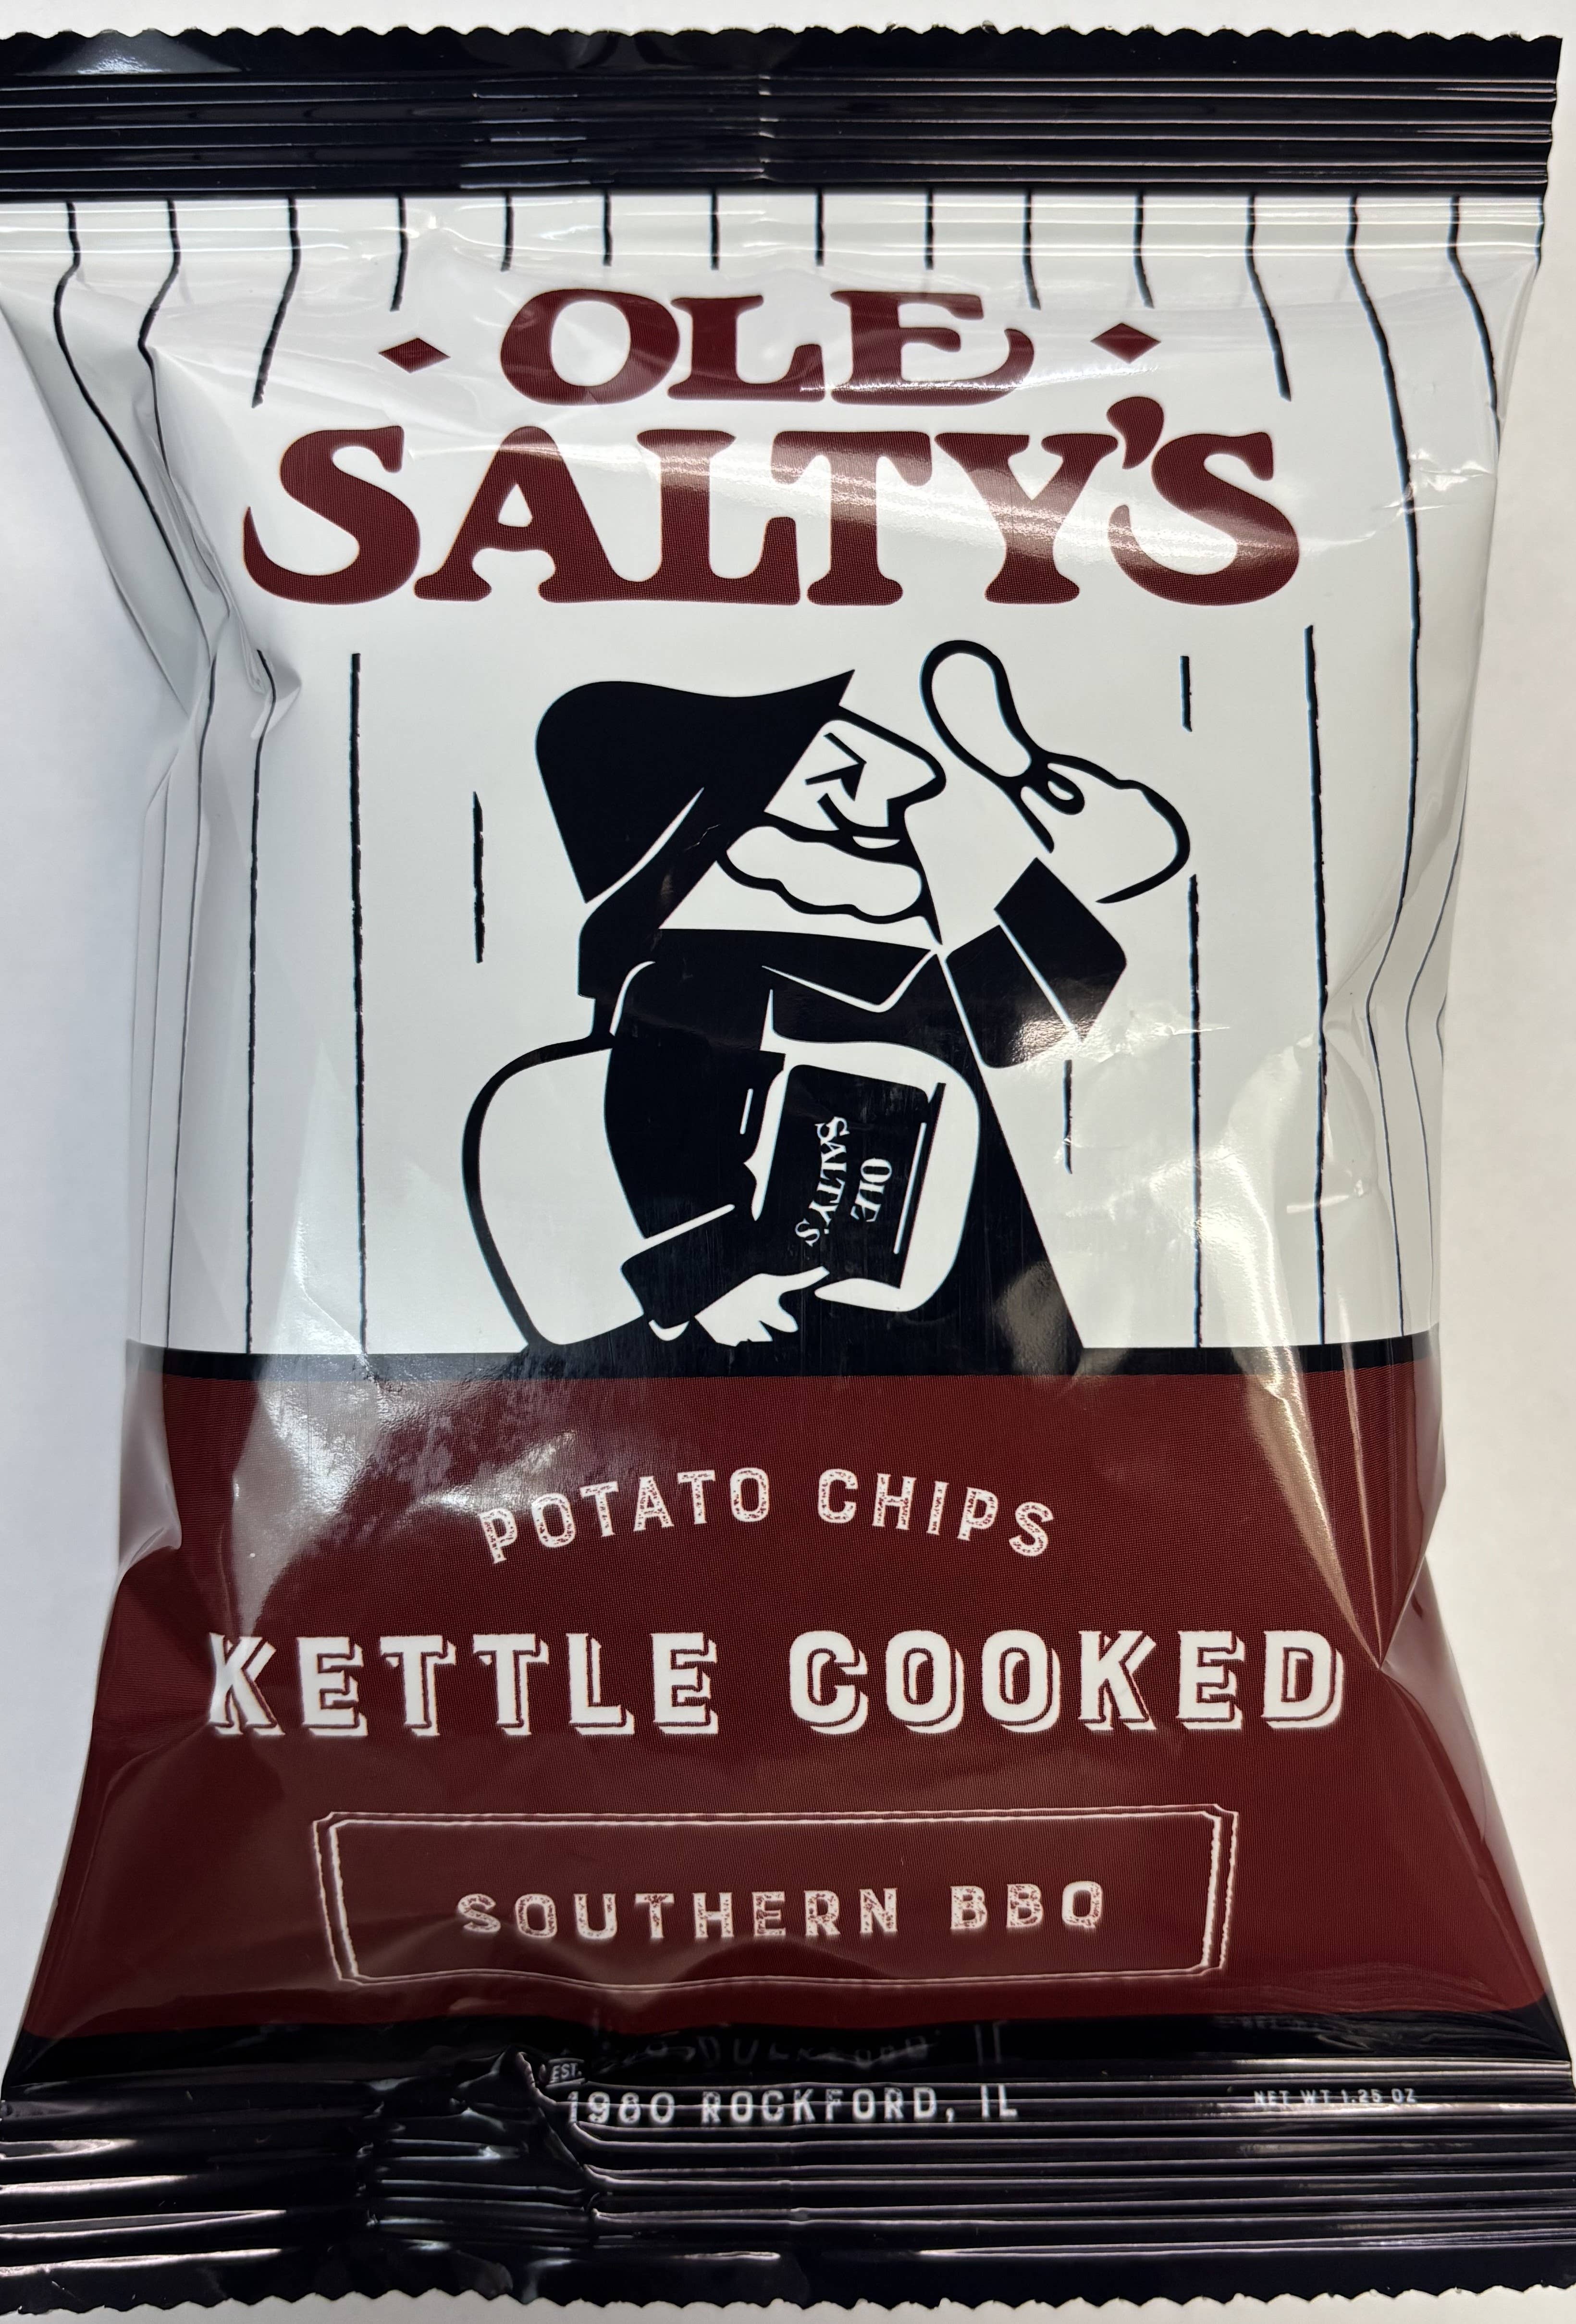 OLE
SALTY'S
OLE
SALTY'S
POTATO CHIPS
KETTLE COOKED
SOUTHERN BBQ
EST.
1980 ROCKFORD, IL
NET WT 1.25 OZ